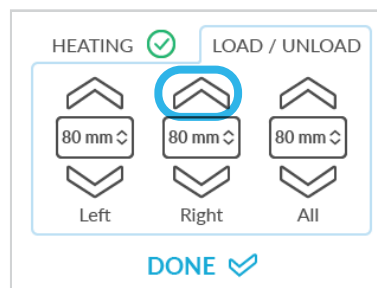 HEATING LOAD / UNLOAD
80 mm 80 mm 80 mm
Left Right All
DONE